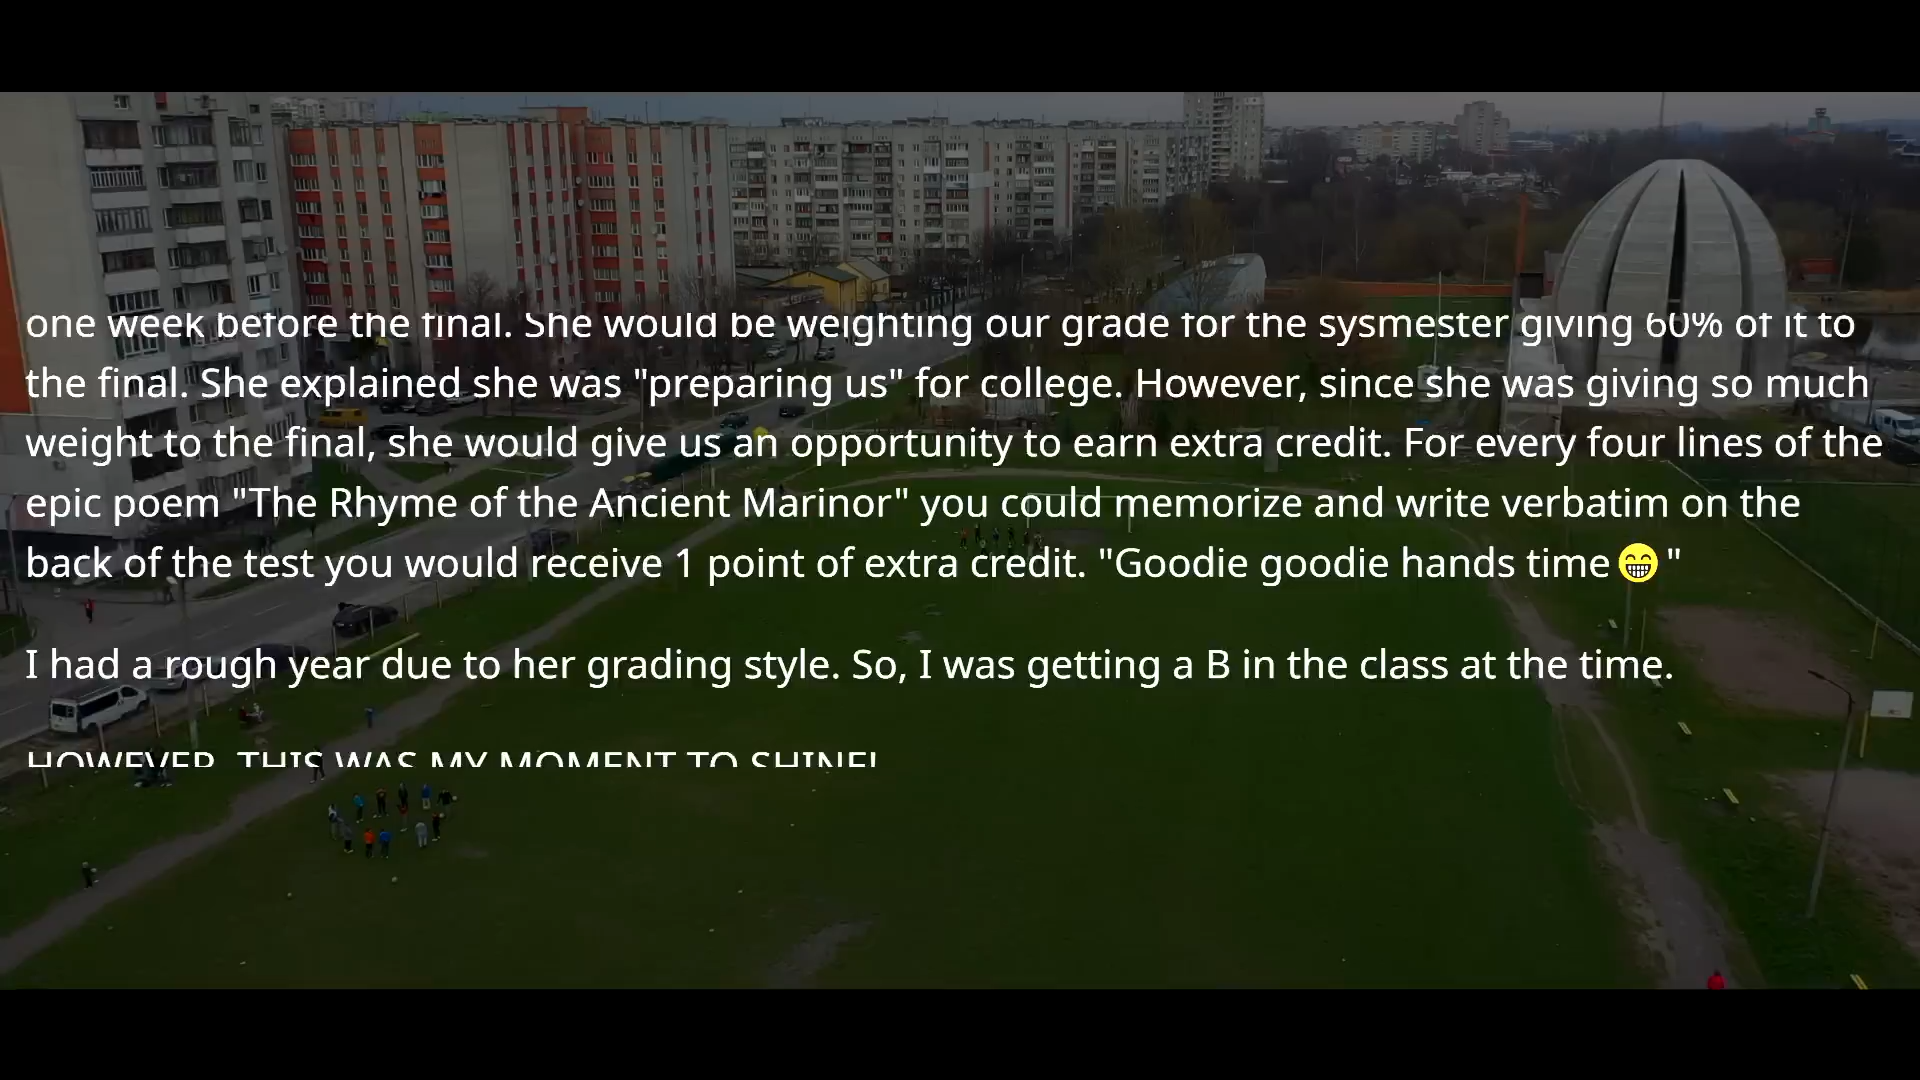 one week before the final. She would be weighting our grade for the sysmester giving 60% of it to
the final. She explained she was "preparing us" for college. However, since she was giving so much
weight to the final, she would give us an opportunity to earn extra credit. For every four lines of the
epic poem "The Rhyme of the Ancient Marinor" you could memorize and write verbatim on the
back of the test you would receive 1 point of extra credit. "Goodie goodie hands time😁"
I had a rough year due to her grading style. So, I was getting a B in the class at the time.
HOWEVER, THIS WAS MY MOMENT TO SHINE!